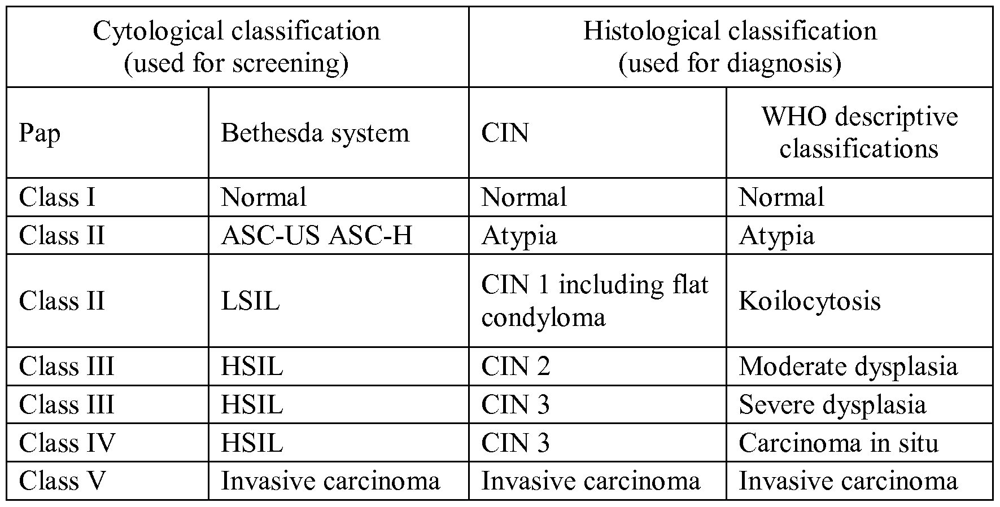 Cytological classification
(used for screening)
Histological classification
(used for diagnosis)
Pap
Bethesda system
CIN
WHO descriptive
classifications
Class I
Normal
Normal
Normal
Class II
ASC-US ASC-H
Atypia
Atypia
Class II
LSIL
CIN 1 including flat
condyloma
Koilocytosis
Class III
HSIL
CIN 2
Moderate dysplasia
Class III
HSIL
CIN 3
Severe dysplasia
Class IV
HSIL
CIN 3
Carcinoma in situ
Class V
Invasive carcinoma
Invasive carcinoma
Invasive carcinoma